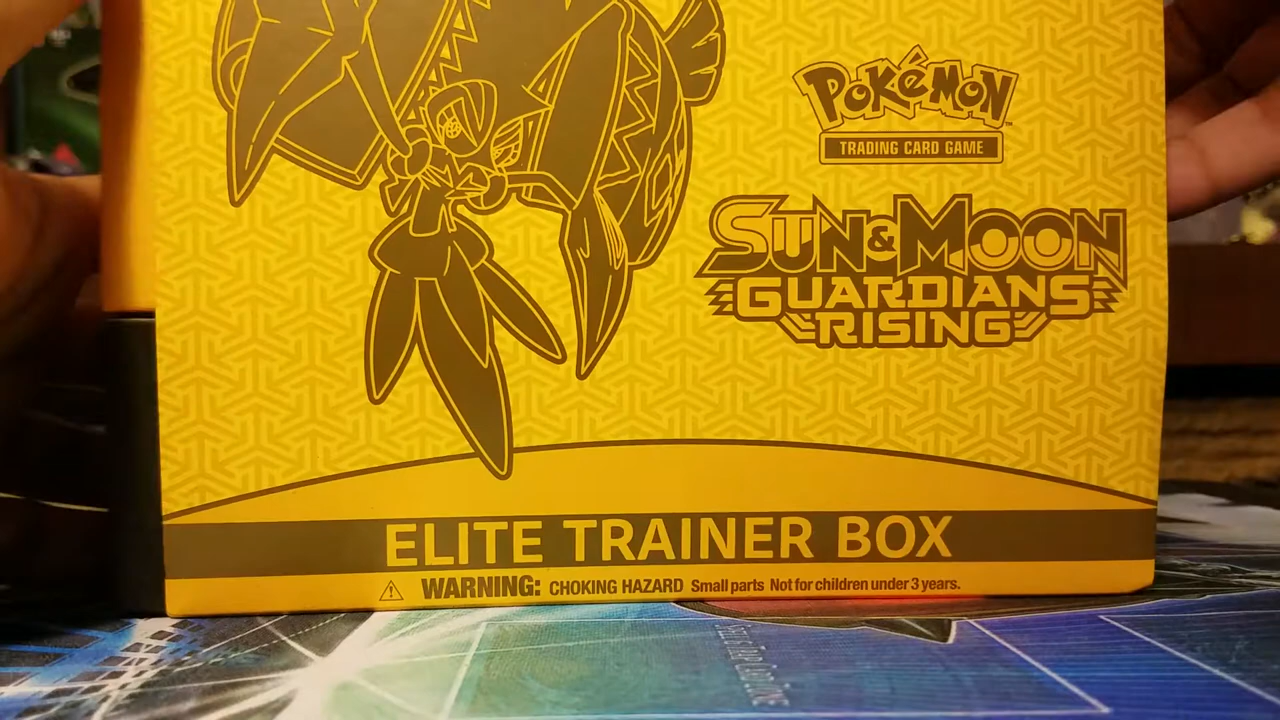 POKéMON
TRADING CARD GAME
SUN & MOON
GUARDIANS
RISING
ELITE TRAINER BOX
WARNING: CHOKING HAZARD Small parts Not for children under 3 years.